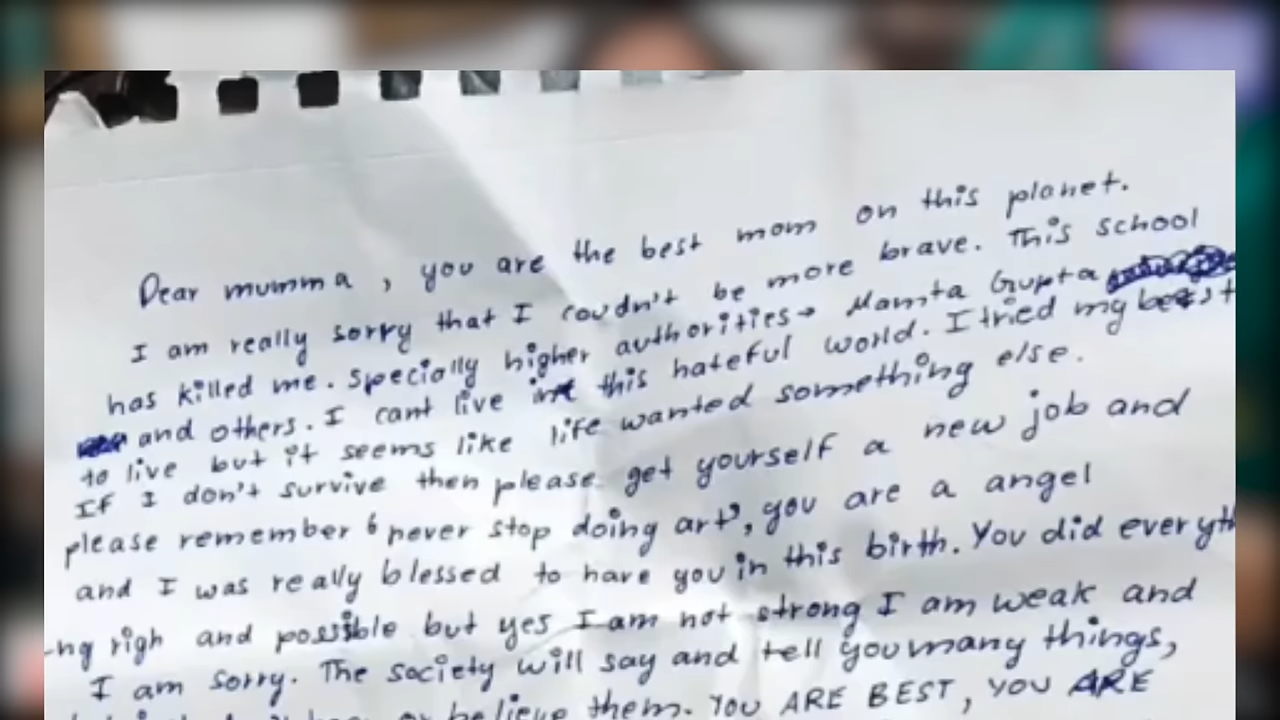 Dear mumma, you are the best mom on this planet.
I am really sorry that I coudn't be more brave. This school
has killed me. specially higher authorities→ Mamta Gupta
and others. I cant live in this hateful world. I tried my best
to live but it seems like life wanted something else.
If I don't survive then please get yourself a new job and
please remember never stop doing art, you are a angel
and I was really blessed to have you in this birth. You did everyth
-ng righ and possible but yes I am not strong I am weak and
I am sorry. The society will say and tell you many things,
or believe them. YOU ARE BEST, YOU ARE